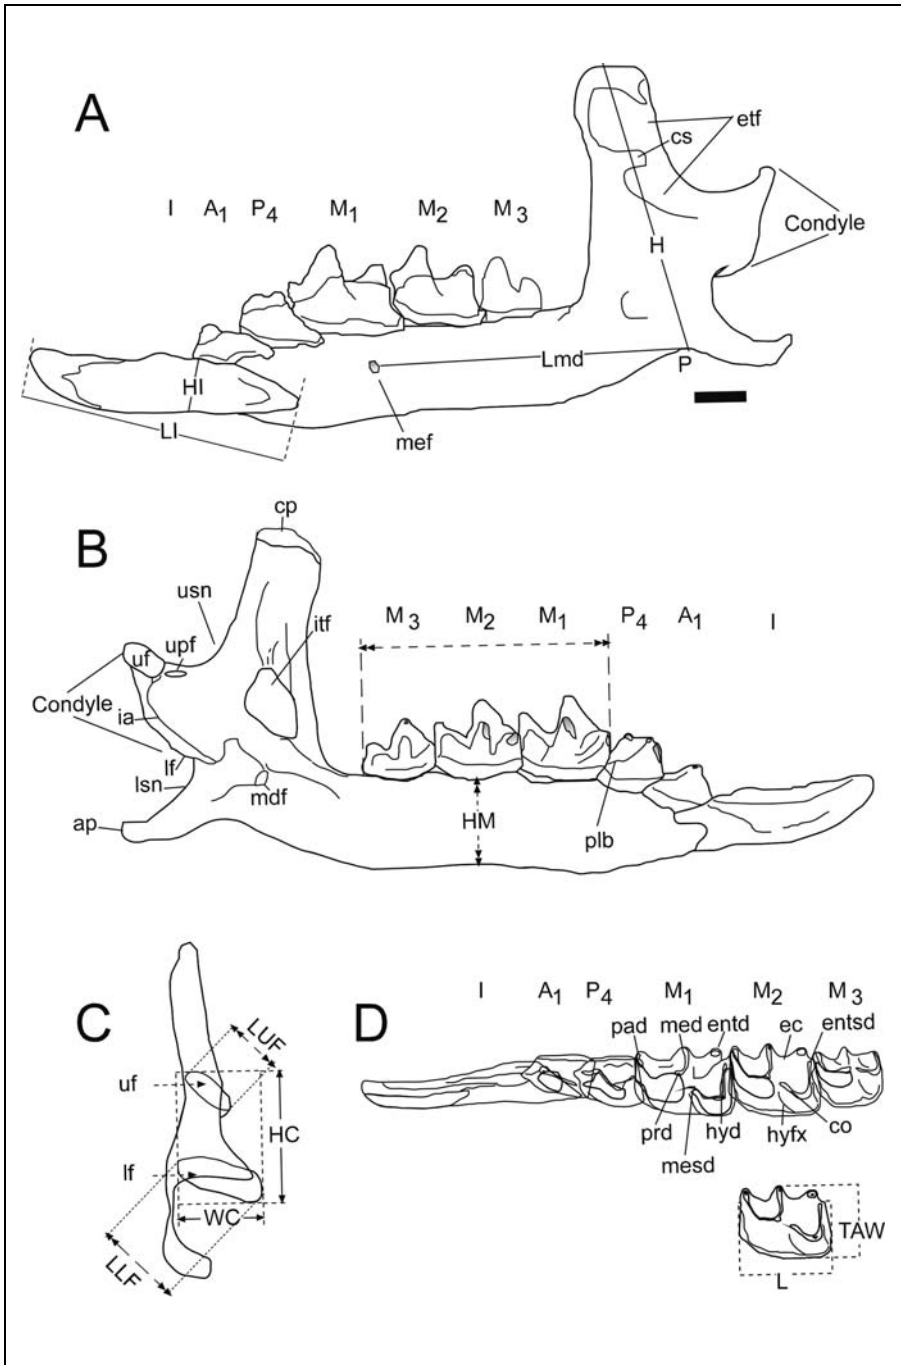 A
etf
cs
I A1 P4 M1 M2 M3
Condyle
H
Lmd
P
HI
LI
mef
cp
B
usn
itf
M3 M2 M1 P4 A1 I
uf
upf
Condyle
ia
lf
lsn
mdf
ap
HM
plb
C
D
I A1 P4 M1 M2 M3
LUF
pad med entd ec entsd
uf
HC
lf
prd hyd hyfx co
mesd
WC
TAW
LLF
L